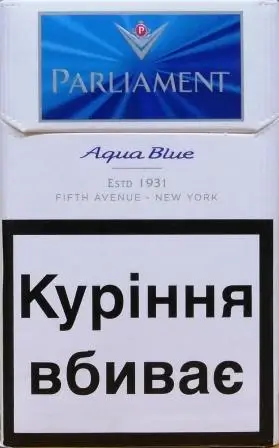 P
PARLIAMENT
Aqua Blue
ESTD 1931
FIFTH AVENUE - NEW YORK
Куріння
вбиває